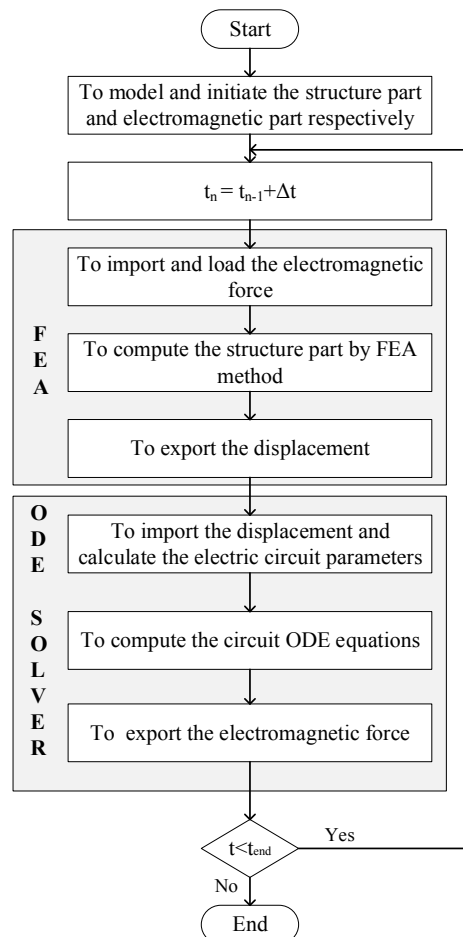 Start
To model and initiate the structure part
and electromagnetic part respectively
tₙ = tₙ₋₁+Δt
To import and load the electromagnetic
force
F
E
A
To compute the structure part by FEA
method
To export the displacement
O
D
E
S
O
L
V
E
R
To import the displacement and
calculate the electric circuit parameters
To compute the circuit ODE equations
To export the electromagnetic force
t<tend
Yes
No
End